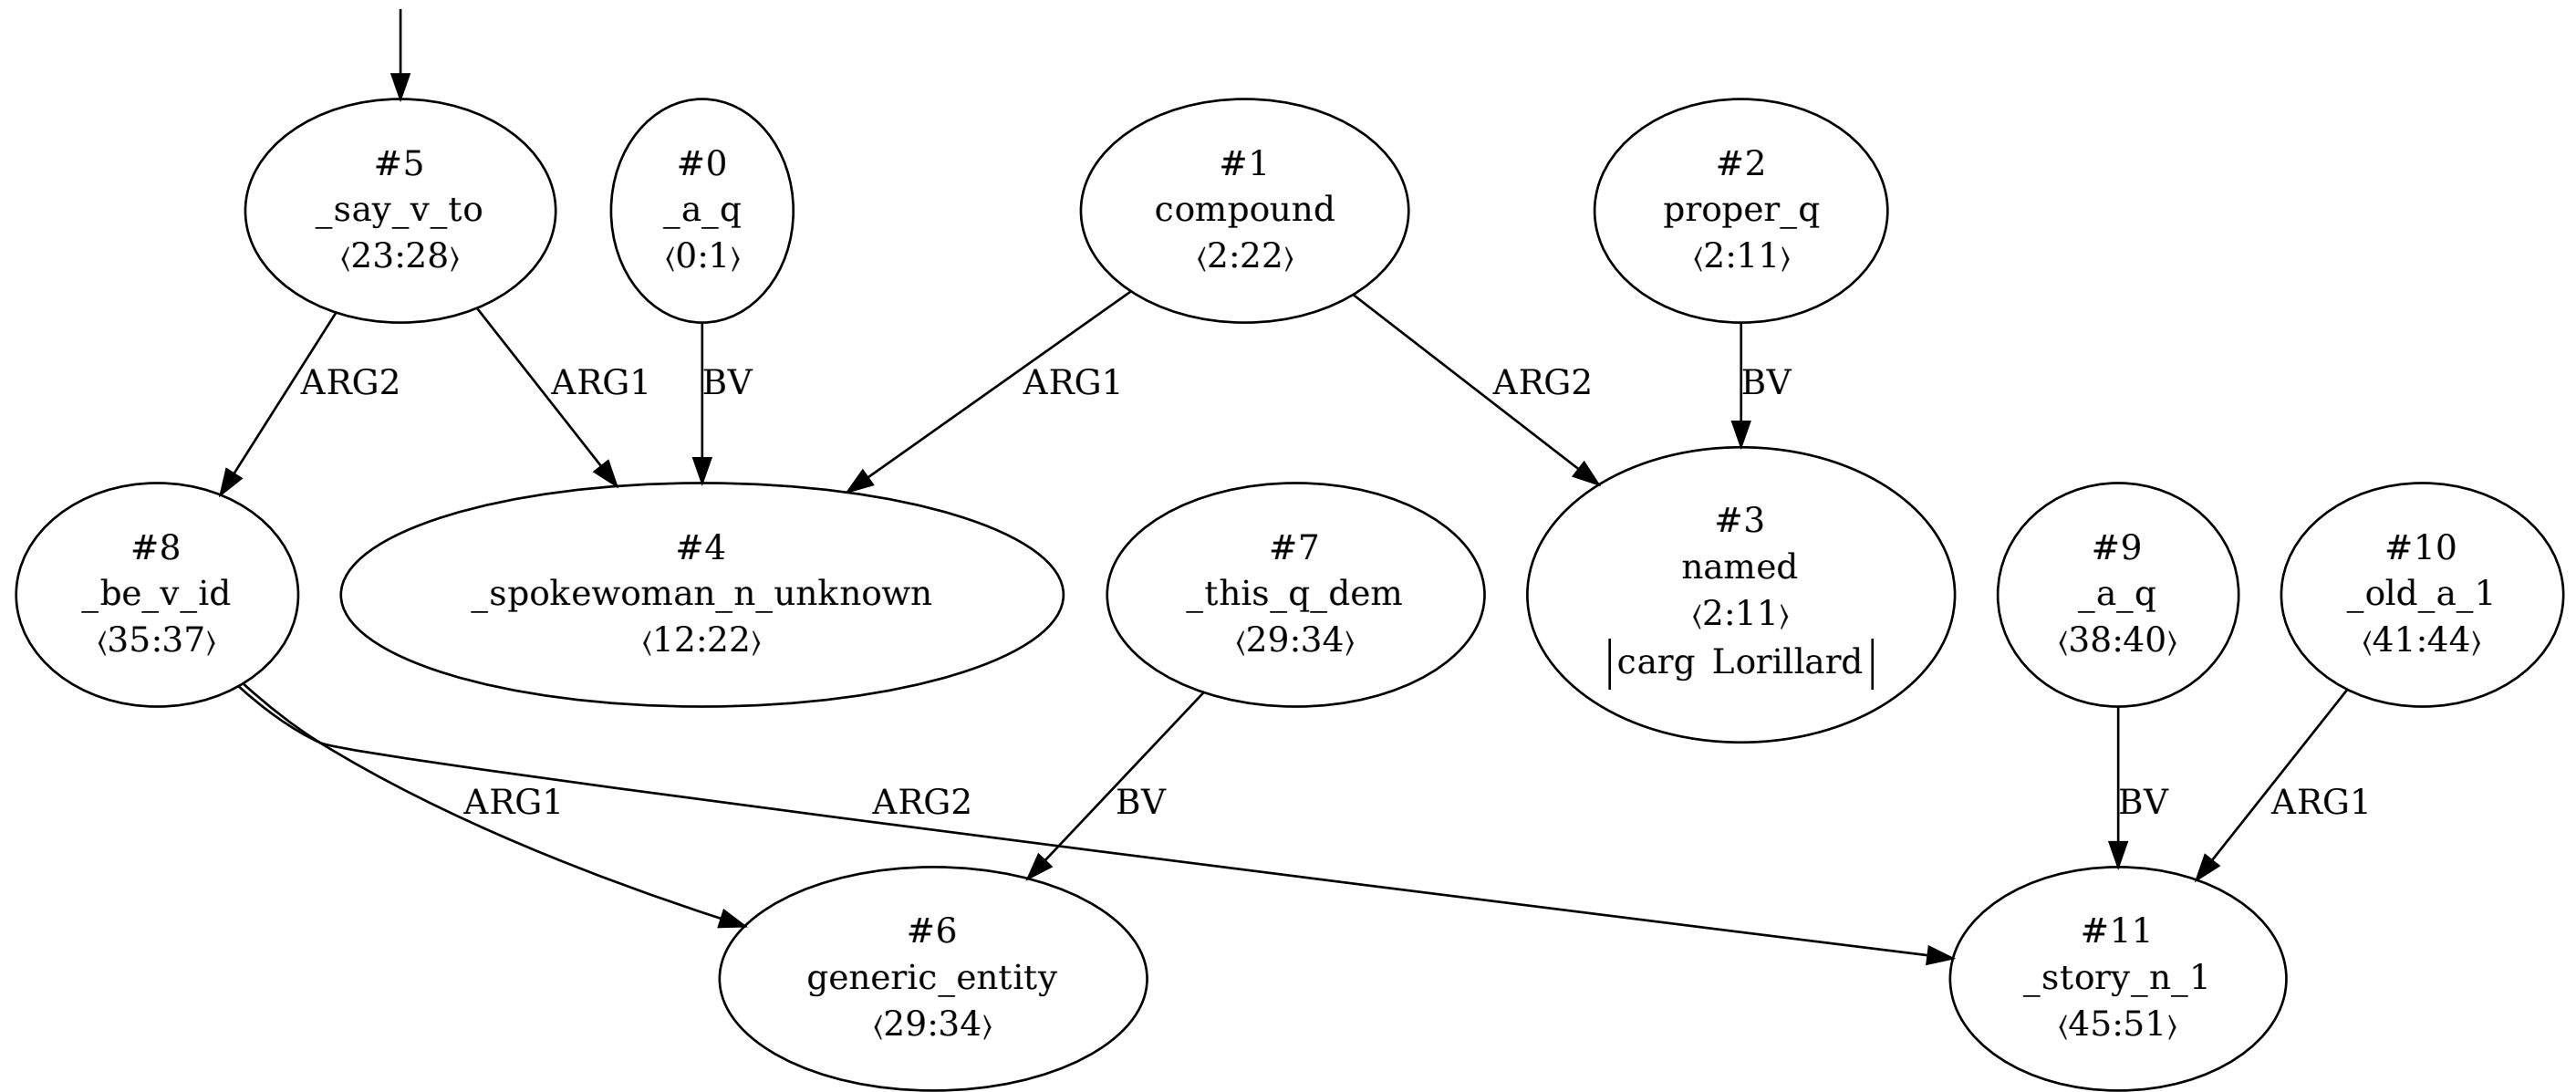 #5
_say_v_to
⟨23:28⟩
#0
_a_q
⟨0:1⟩
#1
compound
⟨2:22⟩
#2
proper_q
⟨2:11⟩
ARG2
ARG1
BV
ARG1
ARG2
BV
#8
_be_v_id
⟨35:37⟩
#4
_spokewoman_n_unknown
⟨12:22⟩
#7
_this_q_dem
⟨29:34⟩
#3
named
⟨2:11⟩
|carg Lorillard|
#9
_a_q
⟨38:40⟩
#10
_old_a_1
⟨41:44⟩
ARG1
ARG2
BV
BV
ARG1
#6
generic_entity
⟨29:34⟩
#11
_story_n_1
⟨45:51⟩